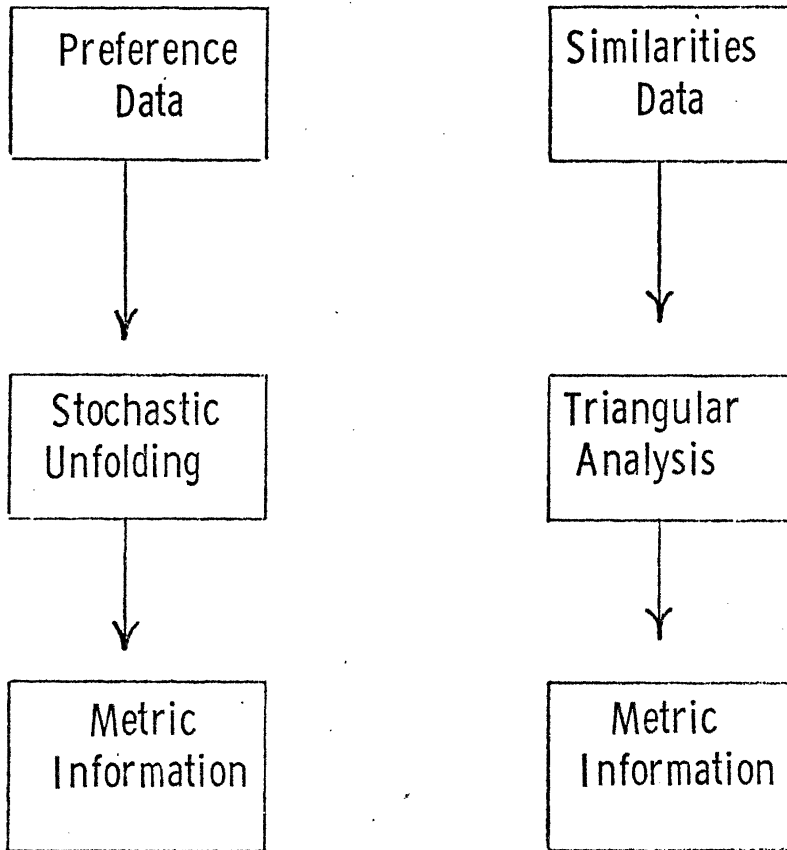 Preference
Data
Similarities
Data
Stochastic
Unfolding
Triangular
Analysis
Metric
Information
Metric
Information